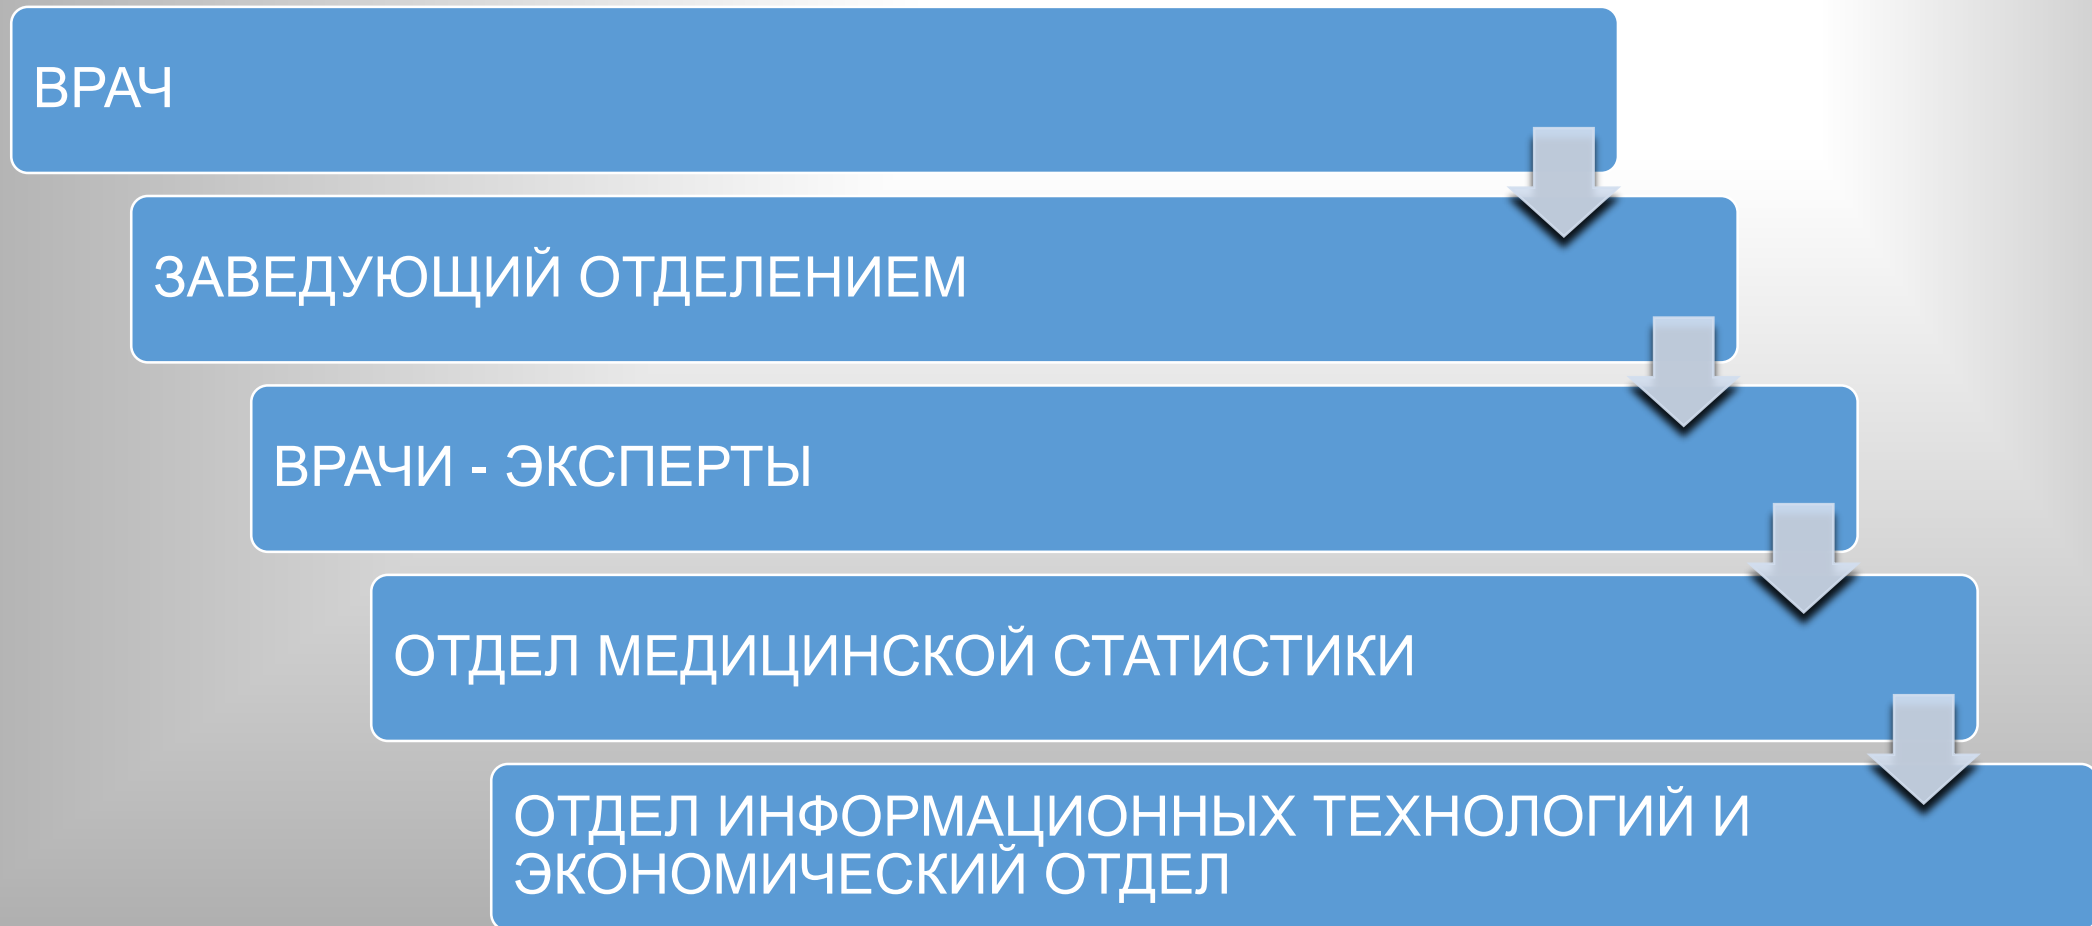 ВРАЧ
ЗАВЕДУЮЩИЙ ОТДЕЛЕНИЕМ
ВРАЧИ - ЭКСПЕРТЫ
ОТДЕЛ МЕДИЦИНСКОЙ СТАТИСТИКИ
ОТДЕЛ ИНФОРМАЦИОННЫХ ТЕХНОЛОГИЙ И
ЭКОНОМИЧЕСКИЙ ОТДЕЛ